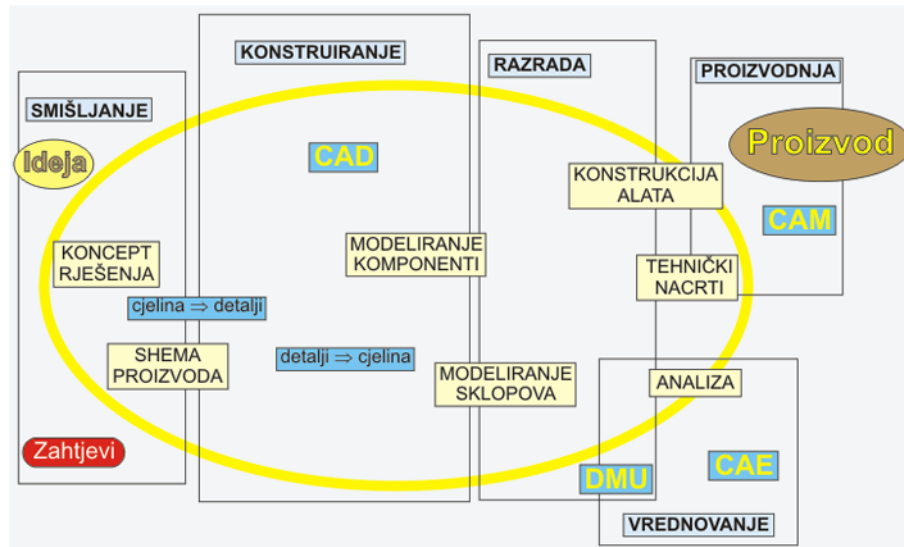 SMIŠLJANJE
Ideja
KONCEPT
RJEŠENJA
cjelina ⇒ detalji
SHEMA
PROIZVODA
Zahtjevi
KONSTRUIRANJE
CAD
MODELIRANJE
KOMPONENTI
detalji ⇒ cjelina
MODELIRANJE
SKLOPOVA
RAZRADA
KONSTRUKCIJA
ALATA
TEHNIČKI
NACRTI
PROIZVODNJA
Proizvod
CAM
ANALIZA
DMU
CAE
VREDNOVANJE